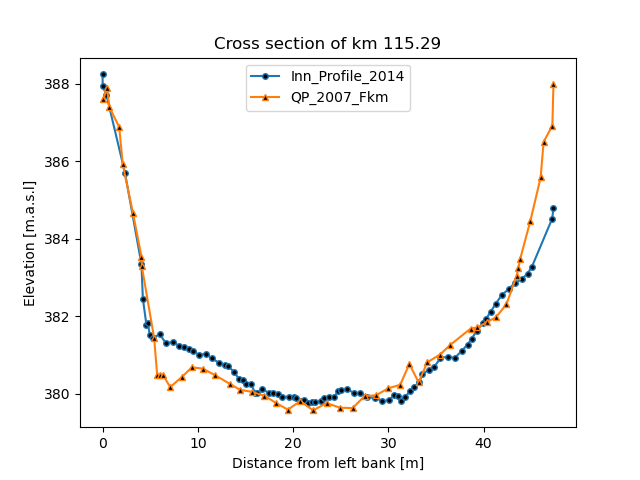 Cross section of km 115.29
Inn_Profile_2014
QP_2007_Fkm
Elevation [m.a.s.l]
388
386
384
382
380
0 10 20 30 40
Distance from left bank [m]